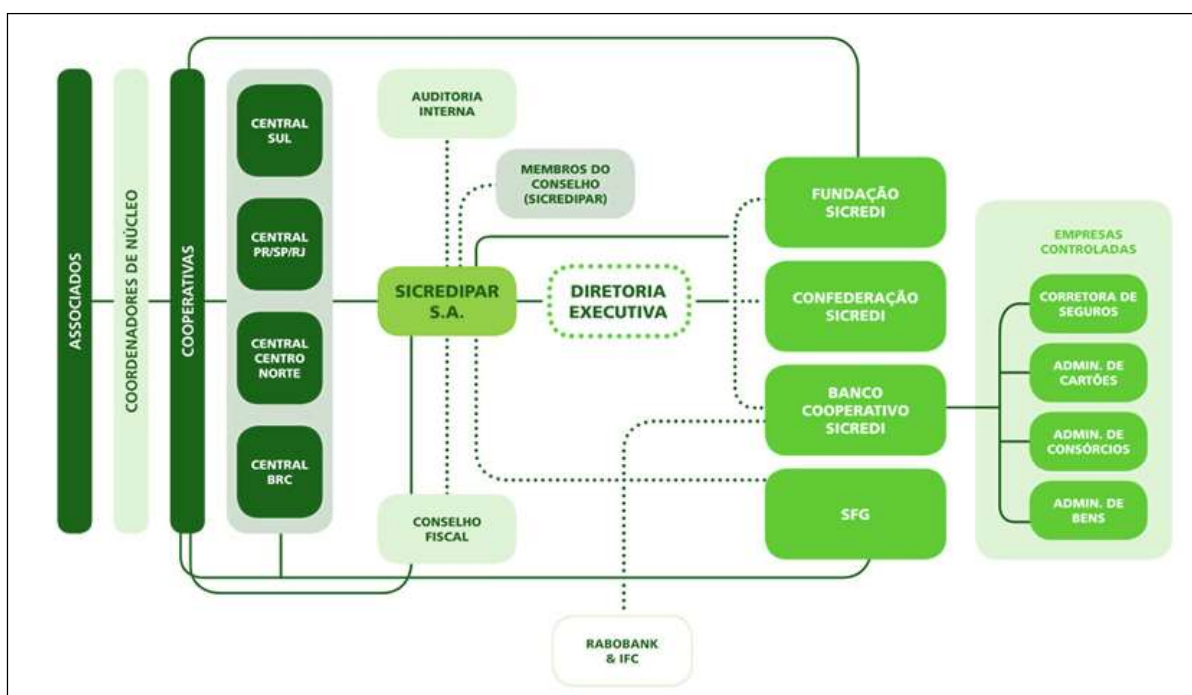 ASSOCIADOS
COORDENADORES DE NÚCLEO
COOPERATIVAS
CENTRAL
SUL
CENTRAL
PR/SP/RJ
CENTRAL
CENTRO
NORTE
CENTRAL
BRC
AUDITORIA
INTERNA
MEMBROS DO
CONSELHO
(SICREDIPAR)
SICREDIPAR
S.A.
DIRETORIA
EXECUTIVA
CONSELHO
FISCAL
RABOBANK
& IFC
FUNDAÇÃO
SICREDI
CONFEDERAÇÃO
SICREDI
BANCO
COOPERATIVO
SICREDI
SFG
EMPRESAS
CONTROLADAS
CORRETORA DE
SEGUROS
ADMIN. DE
CARTÕES
ADMIN. DE
CONSÓRCIOS
ADMIN. DE
BENS